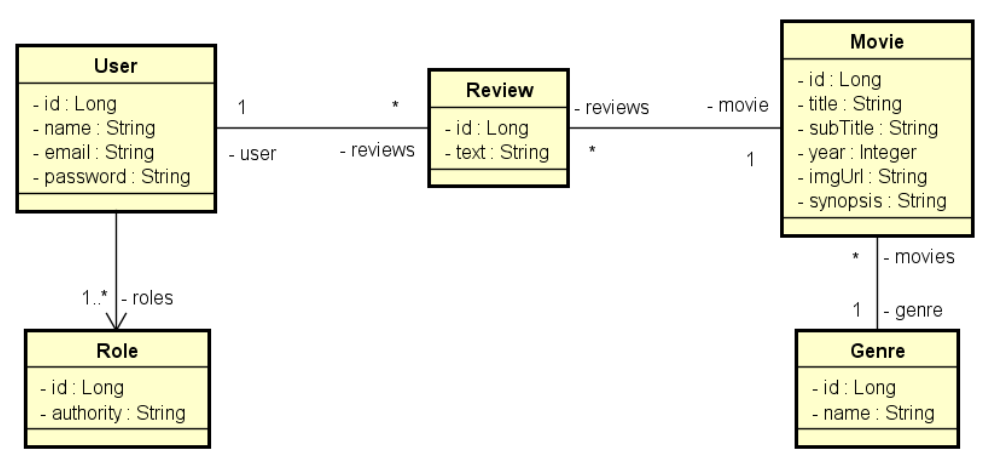 User
- id : Long
- name : String
- email : String
- password : String
1
*
- user
- reviews
Review
- id : Long
- text : String
- reviews
- movie
*
1
Movie
- id : Long
- title : String
- subTitle : String
- year : Integer
- imgUrl : String
- synopsis : String
* - movies
1 - genre
1..* - roles
Role
- id : Long
- authority : String
Genre
- id : Long
- name : String